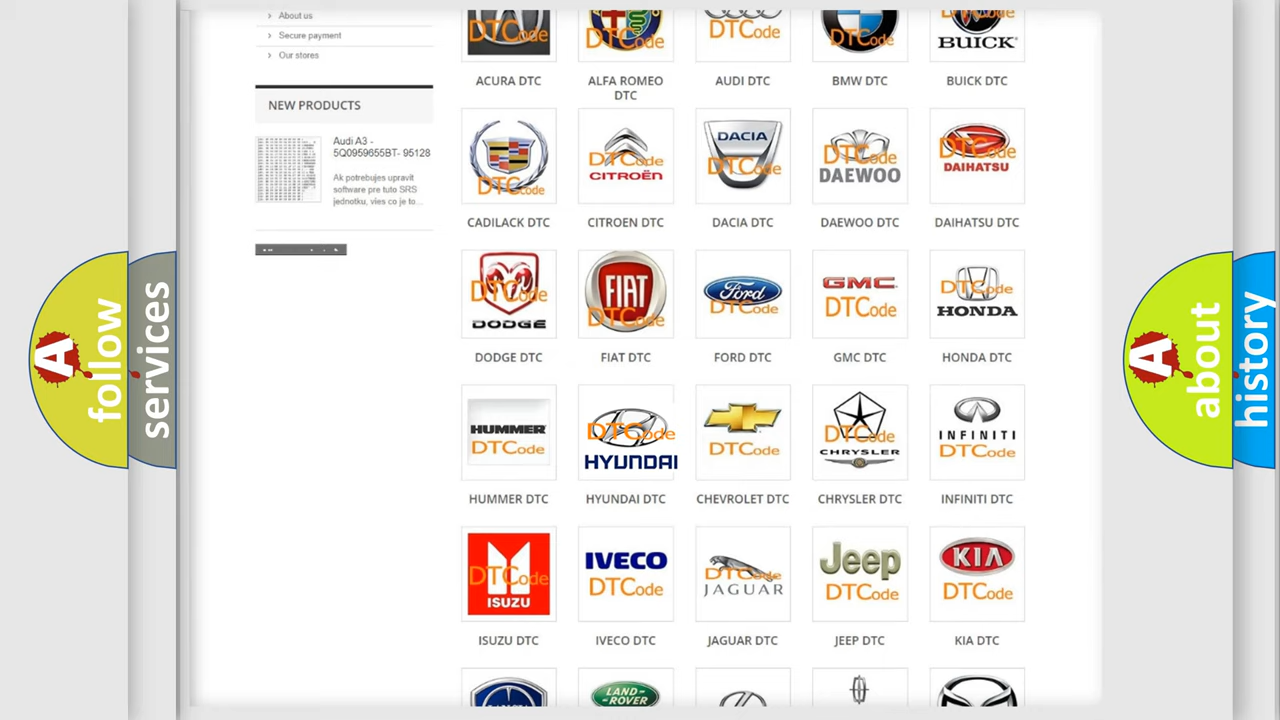 About us
Secure payment
Our stores
NEW PRODUCTS
Audi A3 -
5Q0959655BT- 95128
Ak potrebujes upravit
software pre tuto SRS
jednotku, vies co je to...
DTCode
DTCode
DTCode
DTCode
BUICK
ACURA DTC
ALFA ROMEO
DTC
AUDI DTC
BMW DTC
BUICK DTC
DTCode
DTCode
CITROËN
DACIA
DTCode
DTCode
DAEWOO
DTCode
DAIHATSU
CADILACK DTC
CITROEN DTC
DACIA DTC
DAEWOO DTC
DAIHATSU DTC
DTCode
DODGE
FIAT
DTCode
Ford
DTCode
GMC
DTCode
DTCode
HONDA
DODGE DTC
FIAT DTC
FORD DTC
GMC DTC
HONDA DTC
HUMMER
DTCode
DTCode
HYUNDAI
DTCode
DTCode
CHRYSLER
INFINITI
DTCode
HUMMER DTC
HYUNDAI DTC
CHEVROLET DTC
CHRYSLER DTC
INFINITI DTC
DTCode
ISUZU
IVECO
DTCode
DTCode
JAGUAR
Jeep
DTCode
KIA
DTCode
ISUZU DTC
IVECO DTC
JAGUAR DTC
JEEP DTC
KIA DTC
LAND-
ROVER
A
follow
services
A
about
history